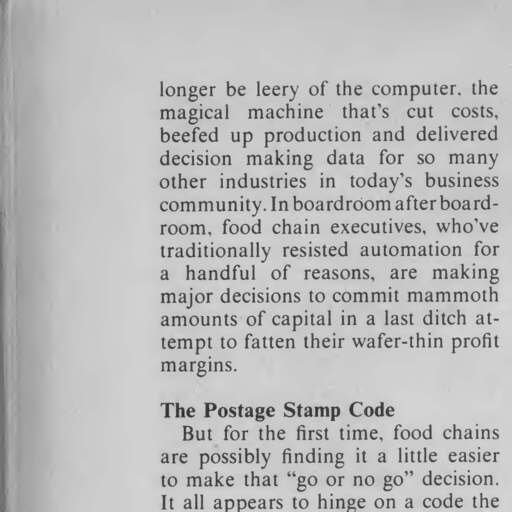 longer be leery of the computer, the
magical machine that's cut costs,
beefed up production and delivered
decision making data for so many
other industries in today's business
community. In boardroom after board-
room, food chain executives, who've
traditionally resisted automation for
a handful of reasons, are making
major decisions to commit mammoth
amounts of capital in a last ditch at-
tempt to fatten their wafer-thin profit
margins.
The Postage Stamp Code
But for the first time, food chains
are possibly finding it a little easier
to make that “go or no go” decision.
It all appears to hinge on a code the